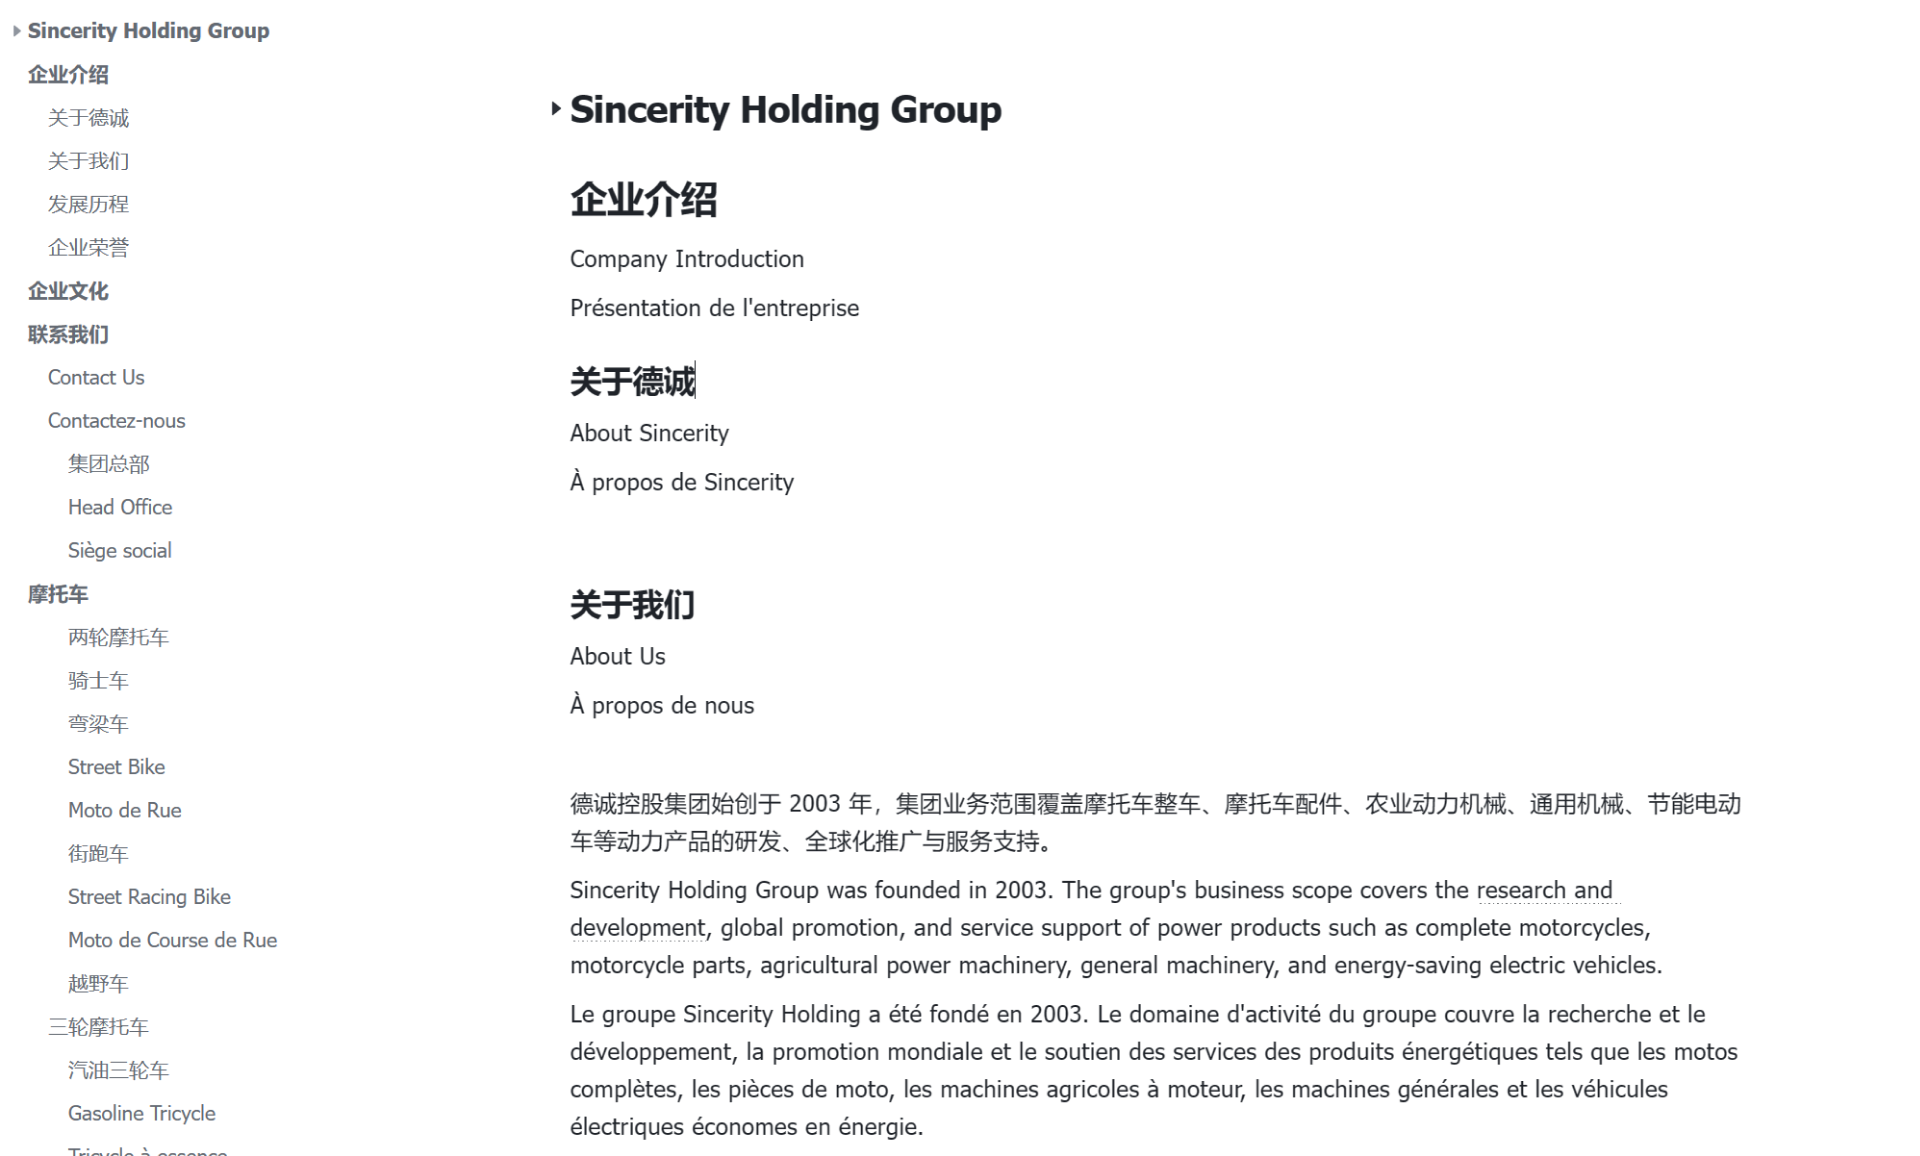 Sincerity Holding Group
企业介绍
关于德诚
关于我们
发展历程
企业荣誉
企业文化
联系我们
Contact Us
Contactez-nous
集团总部
Head Office
Siège social
摩托车
两轮摩托车
骑士车
弯梁车
Street Bike
Moto de Rue
街跑车
Street Racing Bike
Moto de Course de Rue
越野车
三轮摩托车
汽油三轮车
Gasoline Tricycle
Tricycle à essence
Sincerity Holding Group
企业介绍
Company Introduction
Présentation de l'entreprise
关于德诚
About Sincerity
À propos de Sincerity
关于我们
About Us
À propos de nous
德诚控股集团始创于 2003 年，集团业务范围覆盖摩托车整车、摩托车配件、农业动力机械、通用机械、节能电动
车等动力产品的研发、全球化推广与服务支持。
Sincerity Holding Group was founded in 2003. The group's business scope covers the research and
development, global promotion, and service support of power products such as complete motorcycles,
motorcycle parts, agricultural power machinery, general machinery, and energy-saving electric vehicles.
Le groupe Sincerity Holding a été fondé en 2003. Le domaine d'activité du groupe couvre la recherche et le
développement, la promotion mondiale et le soutien des services des produits énergétiques tels que les motos
complètes, les pièces de moto, les machines agricoles à moteur, les machines générales et les véhicules
électriques économes en énergie.